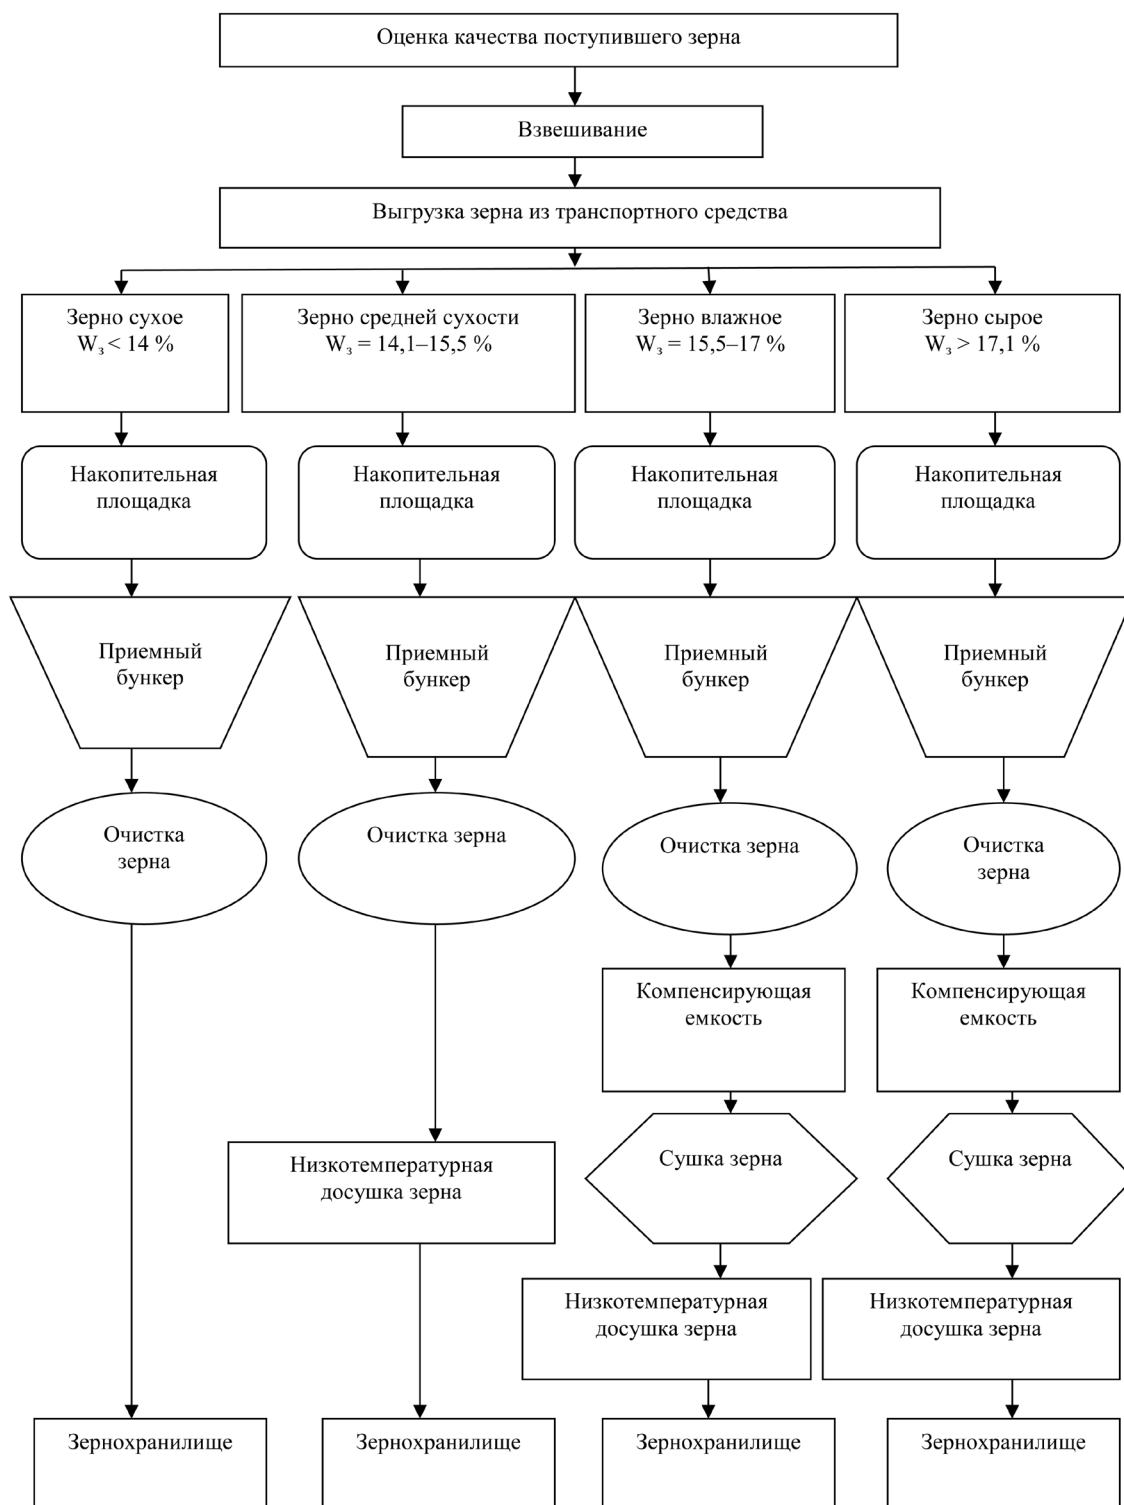 Оценка качества поступившего зерна
Взвешивание
Выгрузка зерна из транспортного средства
Зерно сухое
Wз < 14 %
Зерно средней сухости
Wз = 14,1–15,5 %
Зерно влажное
Wз = 15,5–17 %
Зерно сырое
Wз > 17,1 %
Накопительная
площадка
Накопительная
площадка
Накопительная
площадка
Накопительная
площадка
Приемный
бункер
Приемный
бункер
Приемный
бункер
Приемный
бункер
Очистка
зерна
Очистка зерна
Очистка зерна
Очистка
зерна
Компенсирующая
емкость
Компенсирующая
емкость
Низкотемпературная
досушка зерна
Сушка зерна
Сушка зерна
Низкотемпературная
досушка зерна
Низкотемпературная
досушка зерна
Зернохранилище
Зернохранилище
Зернохранилище
Зернохранилище